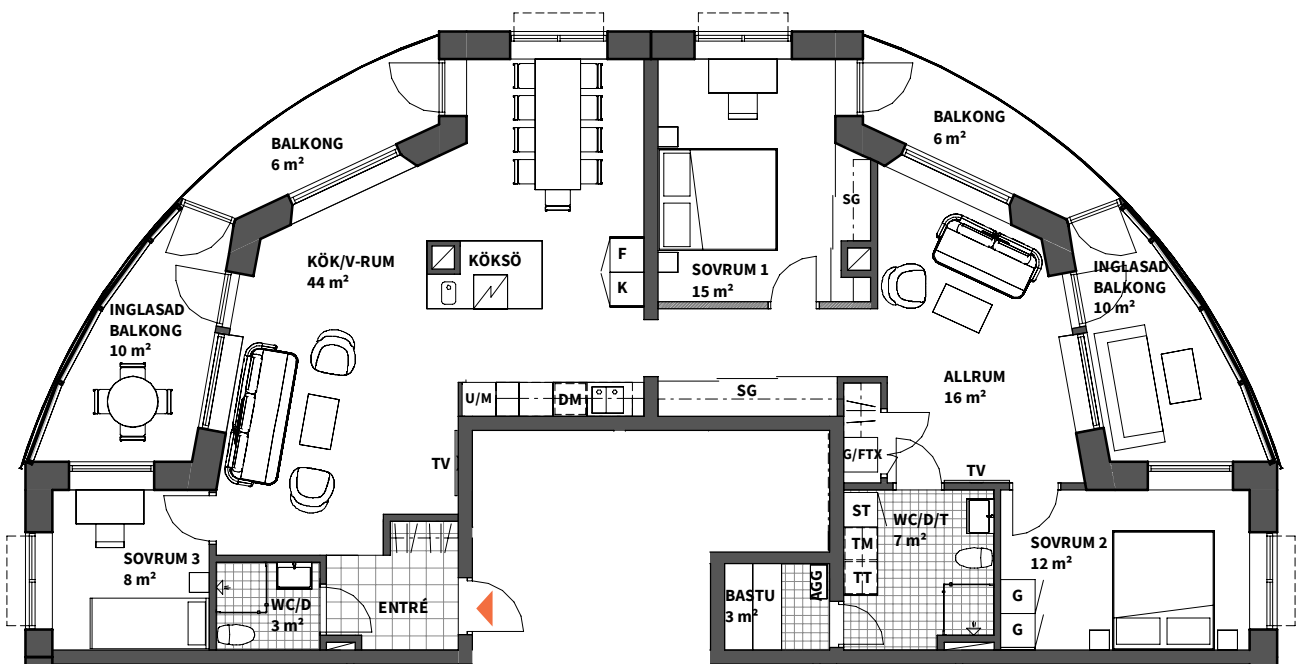 BALKONG
6 m²
BALKONG
6 m²
SG
KÖK/V-RUM
44 m²
KÖKSÖ
F
K
SOVRUM 1
15 m²
INGLASAD
BALKONG
10 m²
INGLASAD
BALKONG
10 m²
ALLRUM
16 m²
U/M
DM
SG
TV
G/FTX
TV
ST
TM
TT
WC/D/T
7 m²
SOVRUM 3
8 m²
WC/D
3 m²
ENTRÉ
BASTU
3 m²
AGG
SOVRUM 2
12 m²
G
G